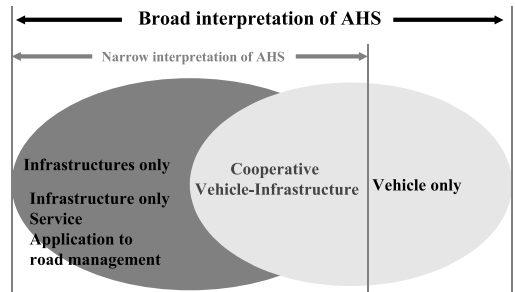 Broad interpretation of AHS
Narrow interpretation of AHS
Infrastructures only
Infrastructure only
Service
Application to
road management
Cooperative
Vehicle-Infrastructure
Vehicle only